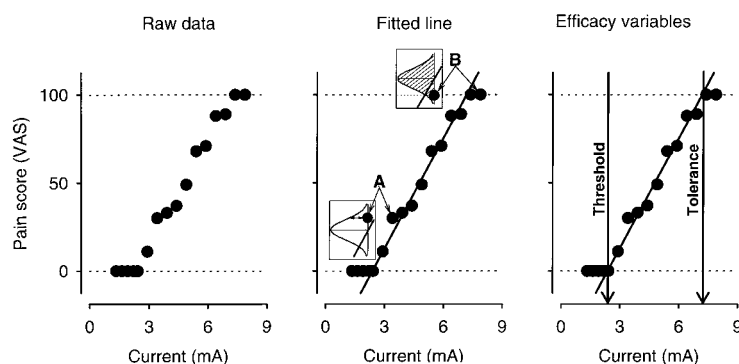 Raw data
Fitted line
Efficacy variables
Pain score (VAS)
100
50
0
0
3
6
9
Current (mA)
A
B
0
3
6
9
Current (mA)
Threshold
Tolerance
0
3
6
9
Current (mA)